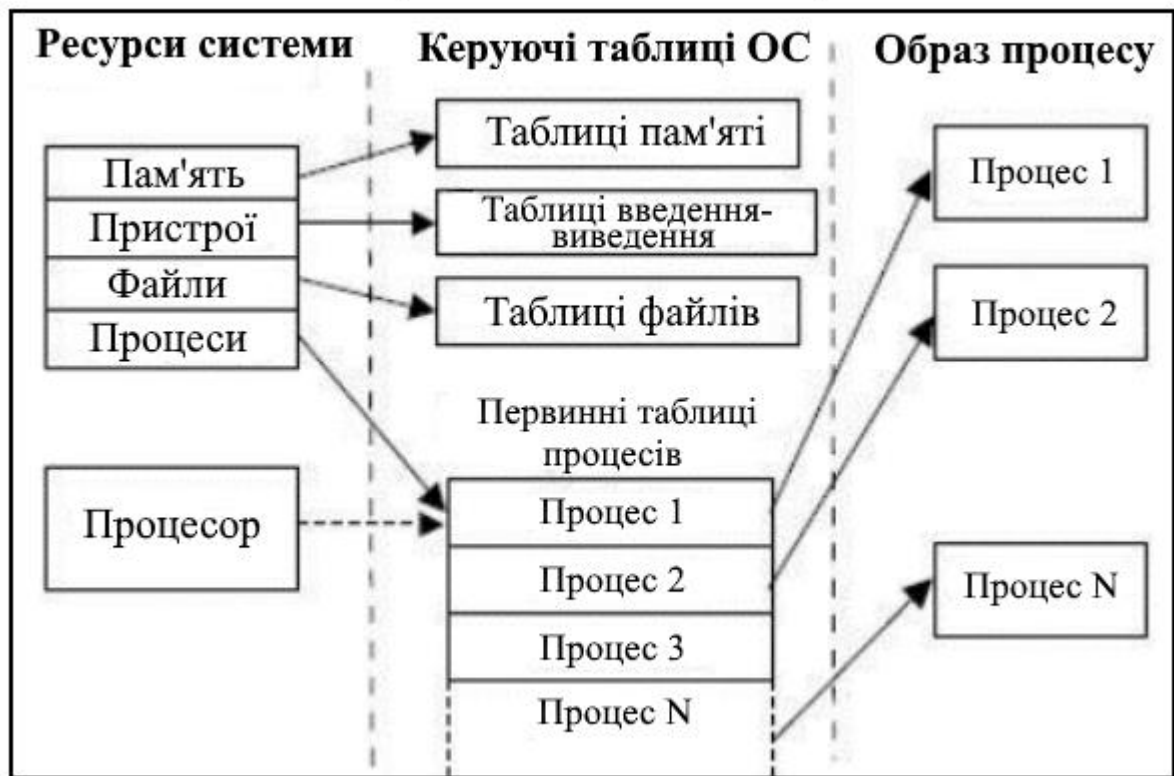 Ресурси системи
Керуючі таблиці ОС
Образ процесу
Пам'ять
Пристрої
Файли
Процеси
Процесор
Таблиці пам'яті
Таблиці введення-
виведення
Таблиці файлів
Первинні таблиці
процесів
Процес 1
Процес 2
Процес 3
Процес N
Процес 1
Процес 2
Процес N